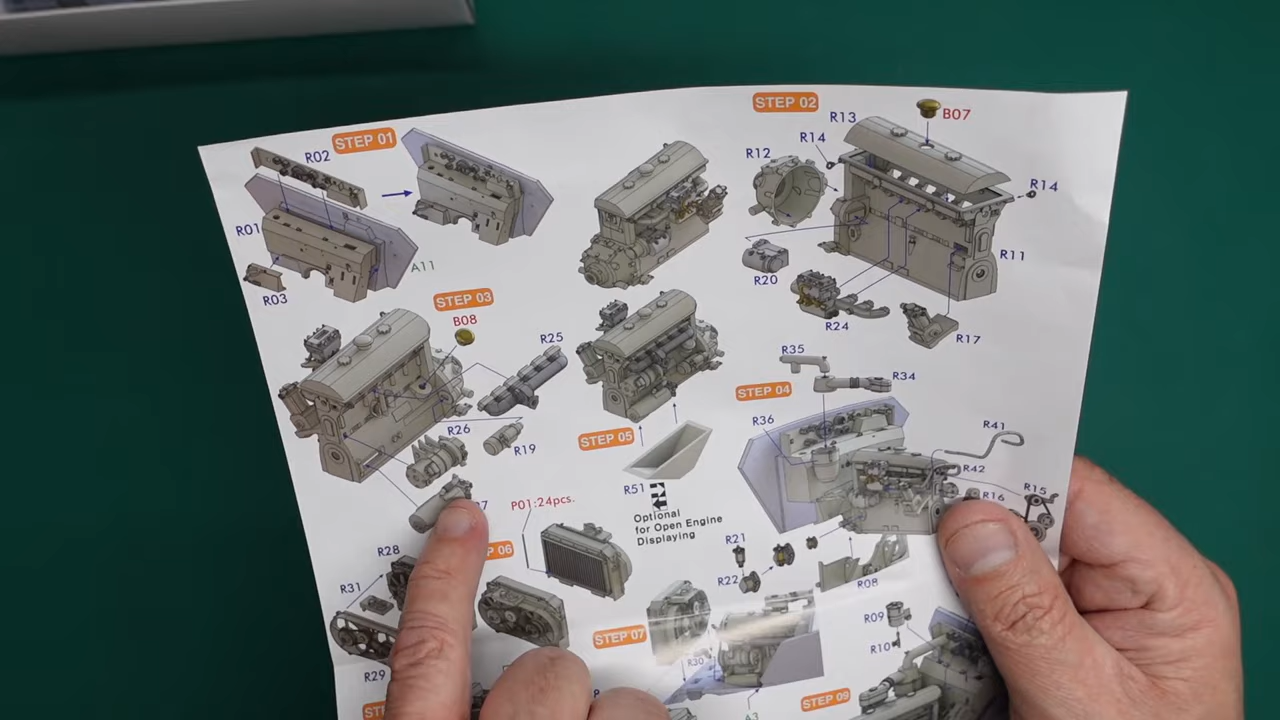 STEP 01
R02
R01
A11
R03
STEP 02
R13
B07
R14
R12
R14
R11
R20
R24
R17
STEP 03
B08
R25
R26
R19
STEP 04
R35
R34
R36
R41
R42
R16
R15
R21
R22
R08
STEP 05
R51
Optional
for Open Engine
Displaying
P01:24pcs.
06
R28
R31
R29
STEP 07
R30
A3
R09
R10
STEP 09